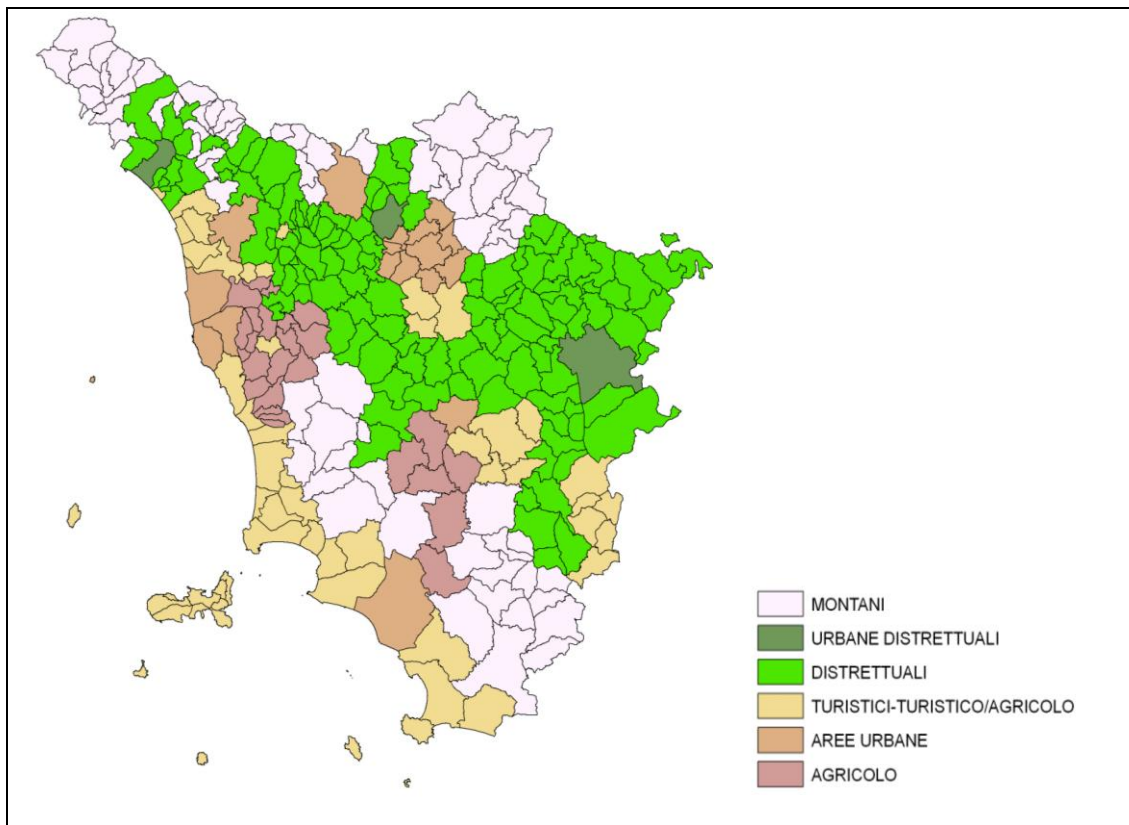 MONTANI
URBANE DISTRETTUALI
DISTRETTUALI
TURISTICI-TURISTICO/AGRICOLO
AREE URBANE
AGRICOLO